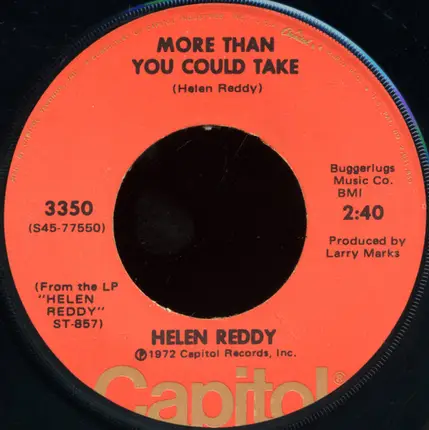 MORE THAN
YOU COULD TAKE
(Helen Reddy)
Buggerlugs
Music Co.
BMI
3350
2:40
(S45-77550)
Produced by
Larry Marks
(From the LP
"HELEN
REDDY"
ST-857)
HELEN REDDY
Ⓟ1972 Capitol Records, Inc.
Capitol®